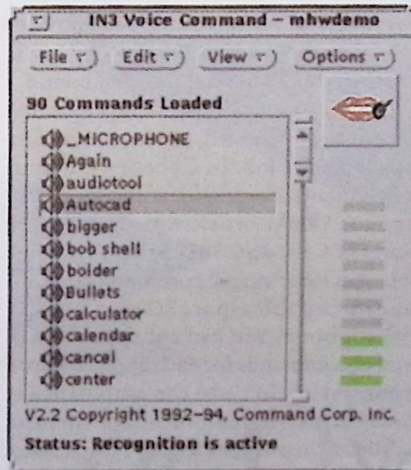 IN3 Voice Command – mhwdemo
File Edit View Options
90 Commands Loaded
_MICROPHONE
Again
audiotool
Autocad
bigger
bob shell
bolder
Bullets
calculator
calendar
cancel
center
V2.2 Copyright 1992-94, Command Corp. Inc.
Status: Recognition is active